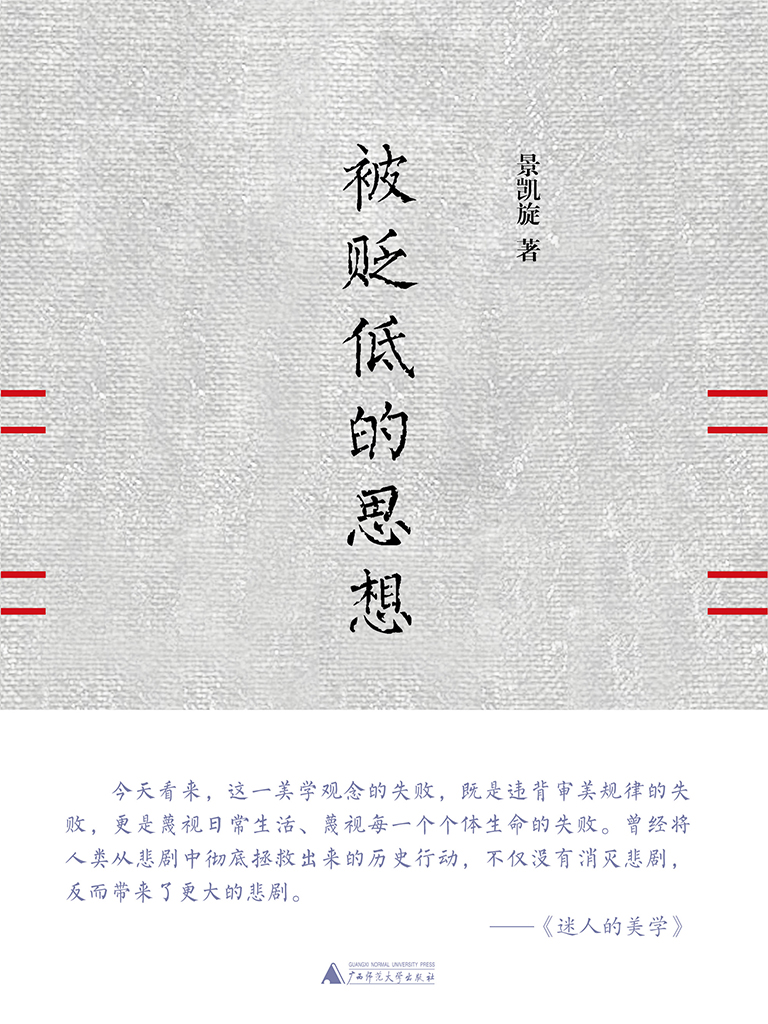 景凯旋 著
被贬低的思想
今天看来，这一美学观念的失败，既是违背审美规律的失
败，更是蔑视日常生活、蔑视每一个个体生命的失败。曾经将
人类从悲剧中彻底拯救出来的历史行动，不仅没有消灭悲剧，
反而带来了更大的悲剧。
——《迷人的美学》
GUANGXI NORMAL UNIVERSITY PRESS
广西师范大学出版社